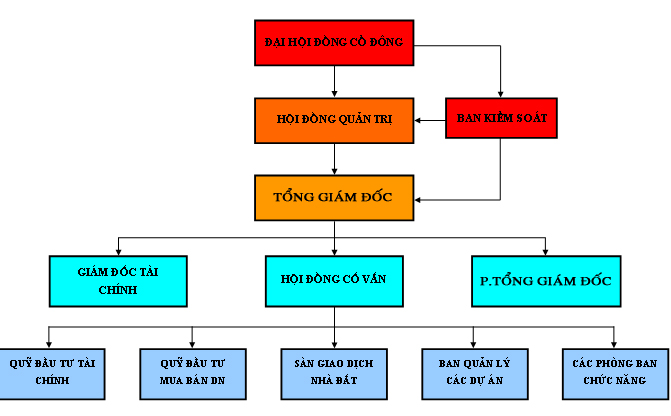 ĐẠI HỘI ĐỒNG CỔ ĐÔNG
HỘI ĐỒNG QUẢN TRỊ
BAN KIỂM SOÁT
TỔNG GIÁM ĐỐC
GIÁM ĐỐC TÀI
CHÍNH
HỘI ĐỒNG CỐ VẤN
P.TỔNG GIÁM ĐỐC
QUỸ ĐẦU TƯ TÀI
CHÍNH
QUỸ ĐẦU TƯ
MUA BÁN DN
SÀN GIAO DỊCH
NHÀ ĐẤT
BAN QUẢN LÝ
CÁC DỰ ÁN
CÁC PHÒNG BAN
CHỨC NĂNG